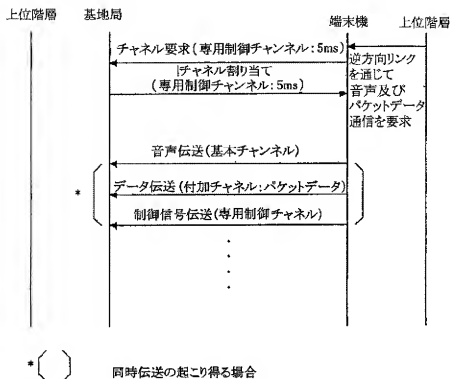 上位階層
基地局
端末機
上位階層
チャネル要求(専用制御チャンネル:5ms)
チャネル割り当て
(専用制御チャンネル:5ms)
逆方向リンク
を通じて
音声及び
パケットデータ
通信を要求
音声伝送(基本チャンネル)
*
データ伝送(付加チャネル:パケットデータ)
制御信号伝送(専用制御チャネル)
*( ) 同時伝送の起こり得る場合